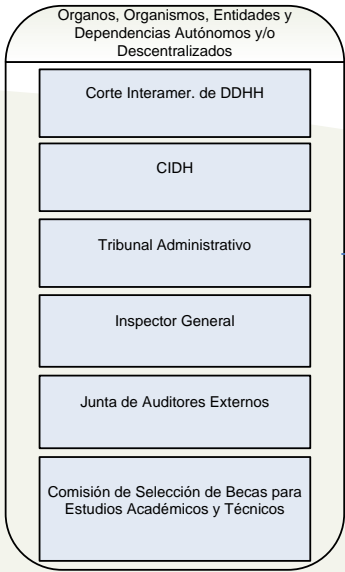 Organos, Organismos, Entidades y
Dependencias Autónomos y/o
Descentralizados
Corte Interamer. de DDHH
CIDH
Tribunal Administrativo
Inspector General
Junta de Auditores Externos
Comisión de Selección de Becas para
Estudios Académicos y Técnicos